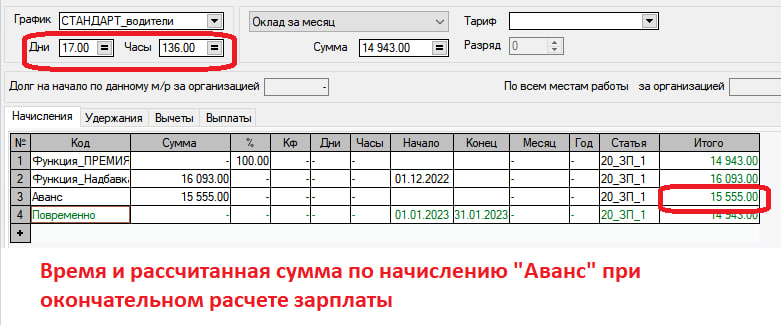 График СТАНДАРТ_водители Оклад за месяц Тариф
Дни 17.00 Часы 136.00 Сумма 14 943.00 Разряд 0
Долг на начало по данному м/р за организацией - По всем местам работы за организацией -
Начисления Удержания Вычеты Выплаты
№ Код Сумма % Кф Дни Часы Начало Конец Месяц Год Статья Итого
1 Функция_ПРЕМИЯ - 100.00 - - - - - 20_ЗП_1 14 943.00
2 Функция_Надбавк 16 093.00 - - - - 01.12.2022 - - 20_ЗП_1 16 093.00
3 Аванс 15 555.00 - - - - - - 20_ЗП_1 15 555.00
4 Повременно - - - - - 01.01.2023 31.01.2023 - - 20_ЗП_1 14 943.00
+
Время и рассчитанная сумма по начислению "Аванс" при
окончательном расчете зарплаты